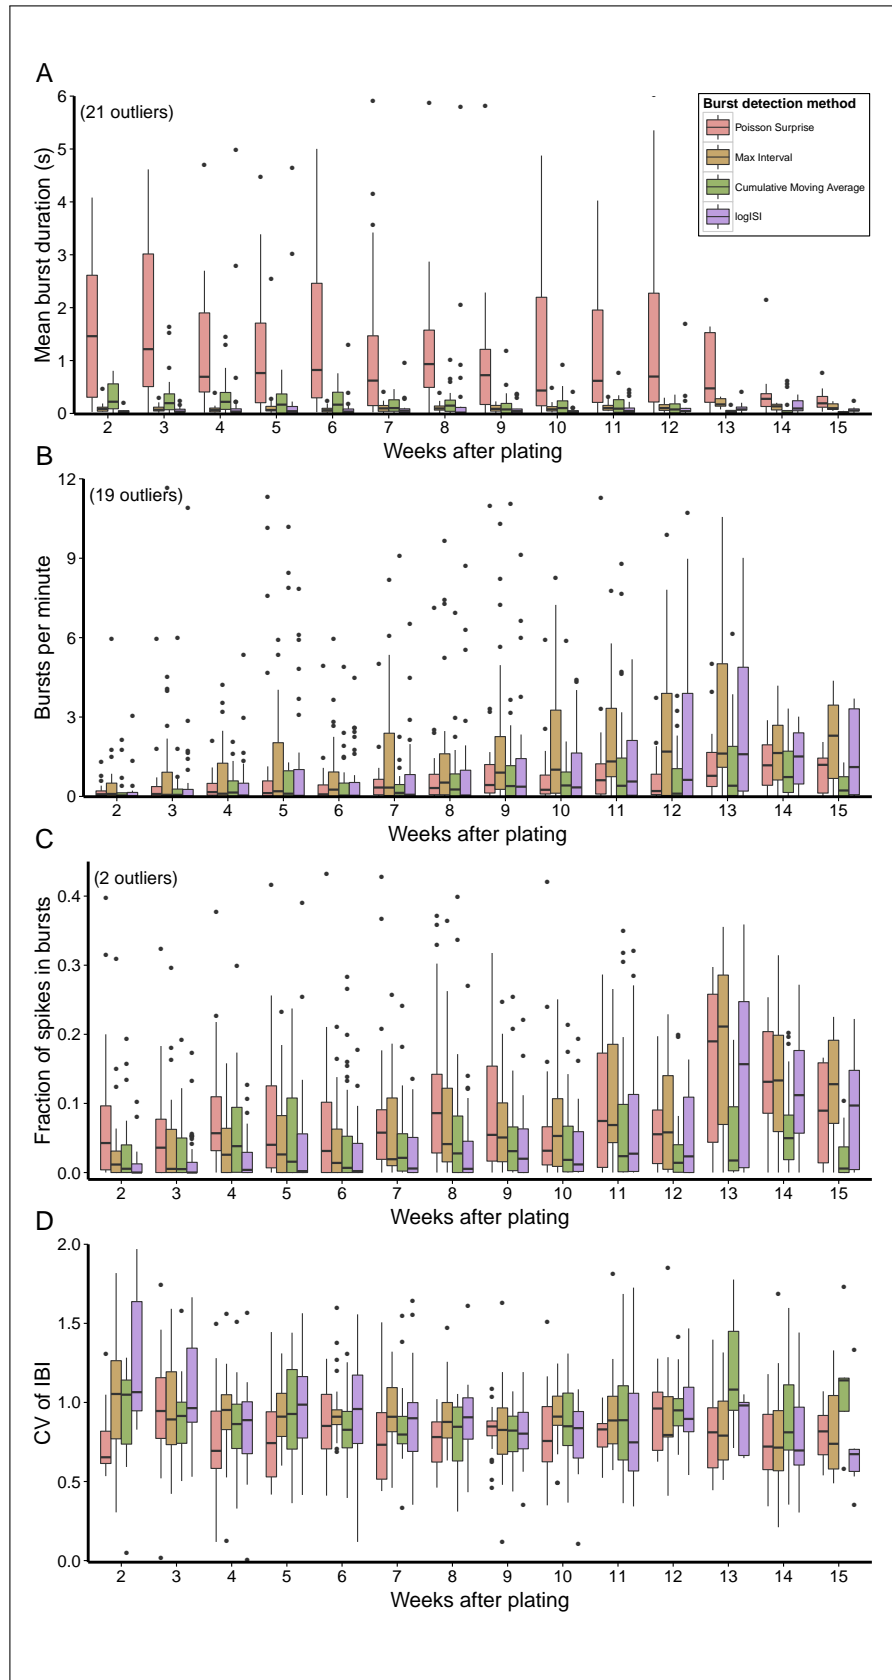 A
(21 outliers)
Burst detection method
Poisson Surprise
Max Interval
Cumulative Moving Average
logISI
Mean burst duration (s)
6
5
4
3
2
1
0
2 3 4 5 6 7 8 9 10 11 12 13 14 15
Weeks after plating
B
(19 outliers)
Bursts per minute
12
9
6
3
0
2 3 4 5 6 7 8 9 10 11 12 13 14 15
Weeks after plating
C
(2 outliers)
Fraction of spikes in bursts
0.4
0.3
0.2
0.1
0.0
2 3 4 5 6 7 8 9 10 11 12 13 14 15
Weeks after plating
D
CV of IBI
2.0
1.5
1.0
0.5
0.0
2 3 4 5 6 7 8 9 10 11 12 13 14 15
Weeks after plating